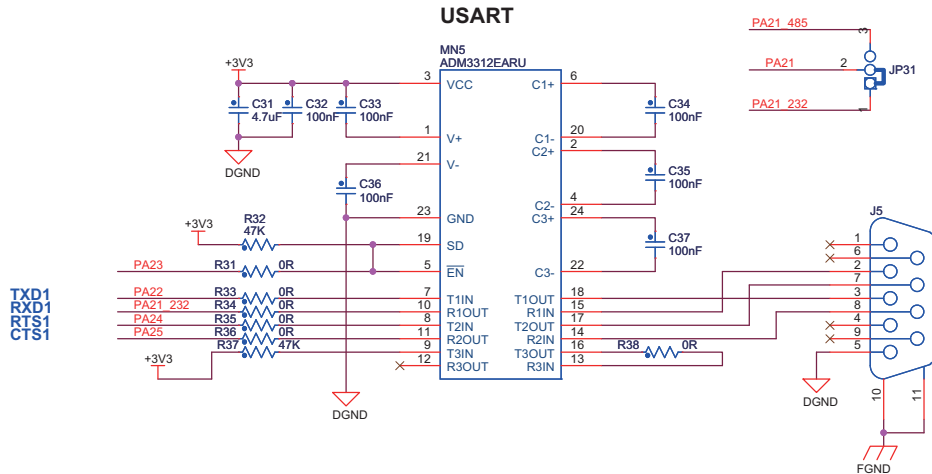 USART
PA21_485
3
PA21
2
JP31
PA21_232
1
MN5
ADM3312EARU
+3V3
C31
4.7uF
C32
100nF
C33
100nF
DGND
3
VCC
1
V+
21
V-
C36
100nF
23
GND
R32
47K
+3V3
19
SD
PA23
R31
0R
5
EN
TXD1
PA22
R33
0R
7
T1IN
RXD1
PA21_232
R34
0R
10
R1OUT
RTS1
PA24
R35
0R
8
T2IN
CTS1
PA25
R36
0R
11
R2OUT
+3V3
R37
47K
9
T3IN
12
R3OUT
DGND
C1+
6
C34
100nF
C1-
20
C2+
2
C35
100nF
C2-
4
C3+
24
C37
100nF
C3-
22
T1OUT
18
R1IN
15
T2OUT
17
R2IN
14
T3OUT
16
R38
0R
R3IN
13
J5
1
6
2
7
3
8
4
9
5
DGND
10
11
FGND